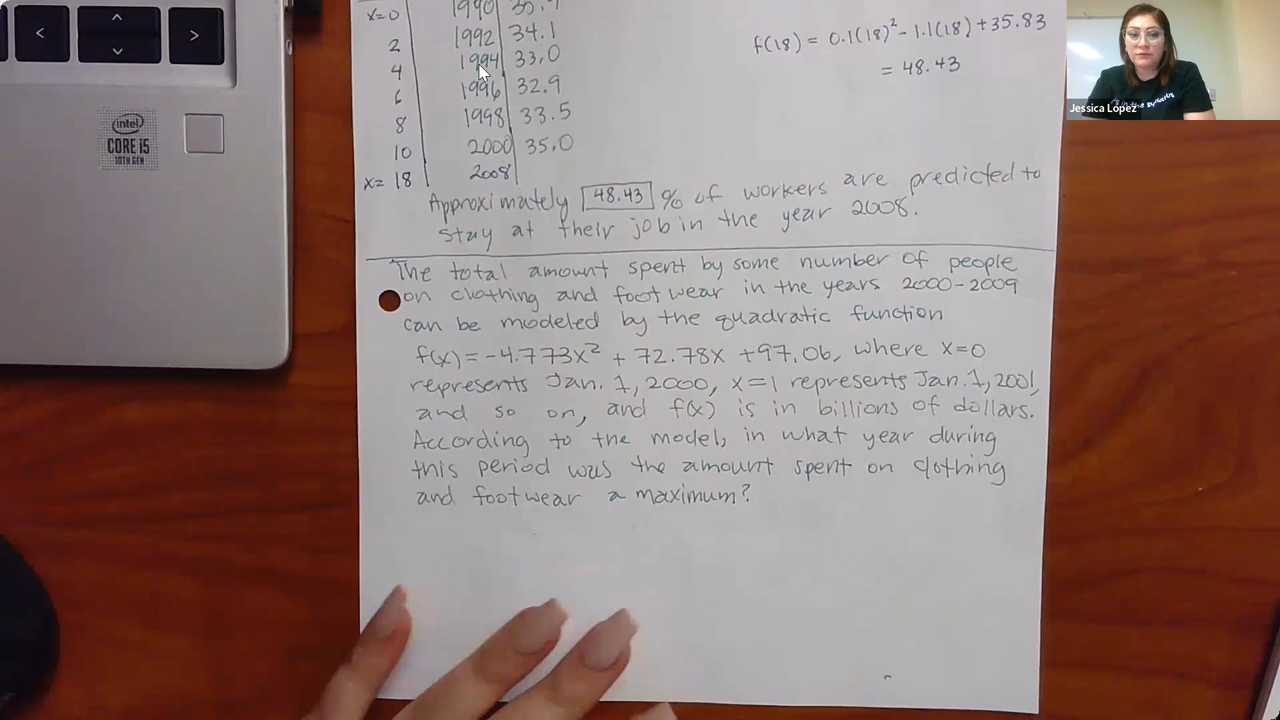 x=0 1990 35.9
2 1992 34.1
4 1994 33.0
6 1996 32.9
8 1998 33.5
10 2000 35.0
x= 18 2008
f(18) = 0.1(18)² - 1.1(18) + 35.83
= 48.43
Approximately 48.43 % of workers are predicted to
stay at their job in the year 2008.
The total amount spent by some number of people
on clothing and footwear in the years 2000-2009
can be modeled by the quadratic function
f(x) = -4.773x² + 72.78x + 97.06, where x=0
represents Jan. 1, 2000, x=1 represents Jan. 1, 2001,
and so on, and f(x) is in billions of dollars.
According to the model, in what year during
this period was the amount spent on clothing
and footwear a maximum?
intel
CORE i5
10TH GEN
Jessica Lopez